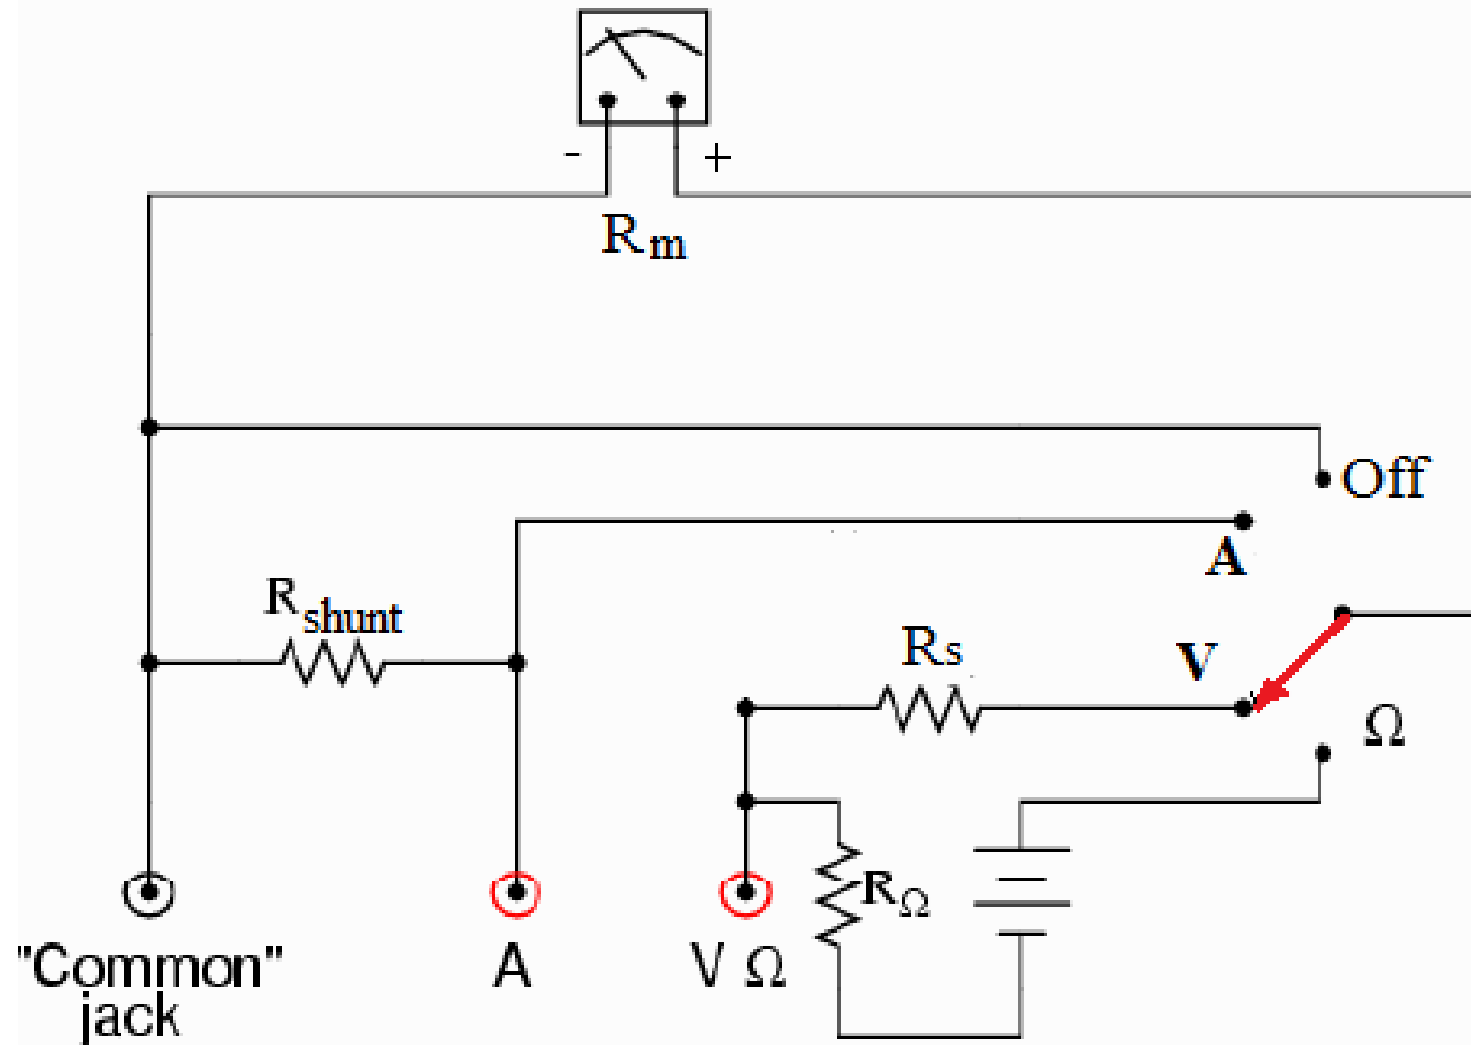 - +
Rm
Off
A
Rshunt
Rs
V
Ω
RΩ
"Common"
jack
A
V Ω